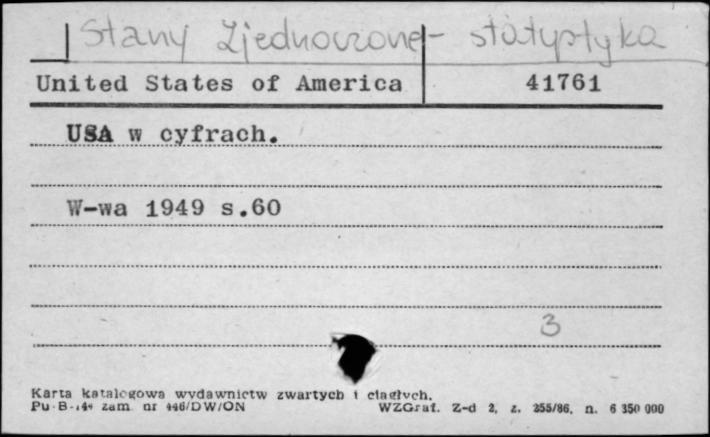 Stany Zjednoczone - statystyka
United States of America 41761
USA w cyfrach.
W-wa 1949 s.60
3
Karta katalogowa wydawnictw zwartych i ciągłych.
Pu-B-144 zam. nr 446/DW/ON WZGraf. Z-d 2, z. 255/86, n. 6 350 000